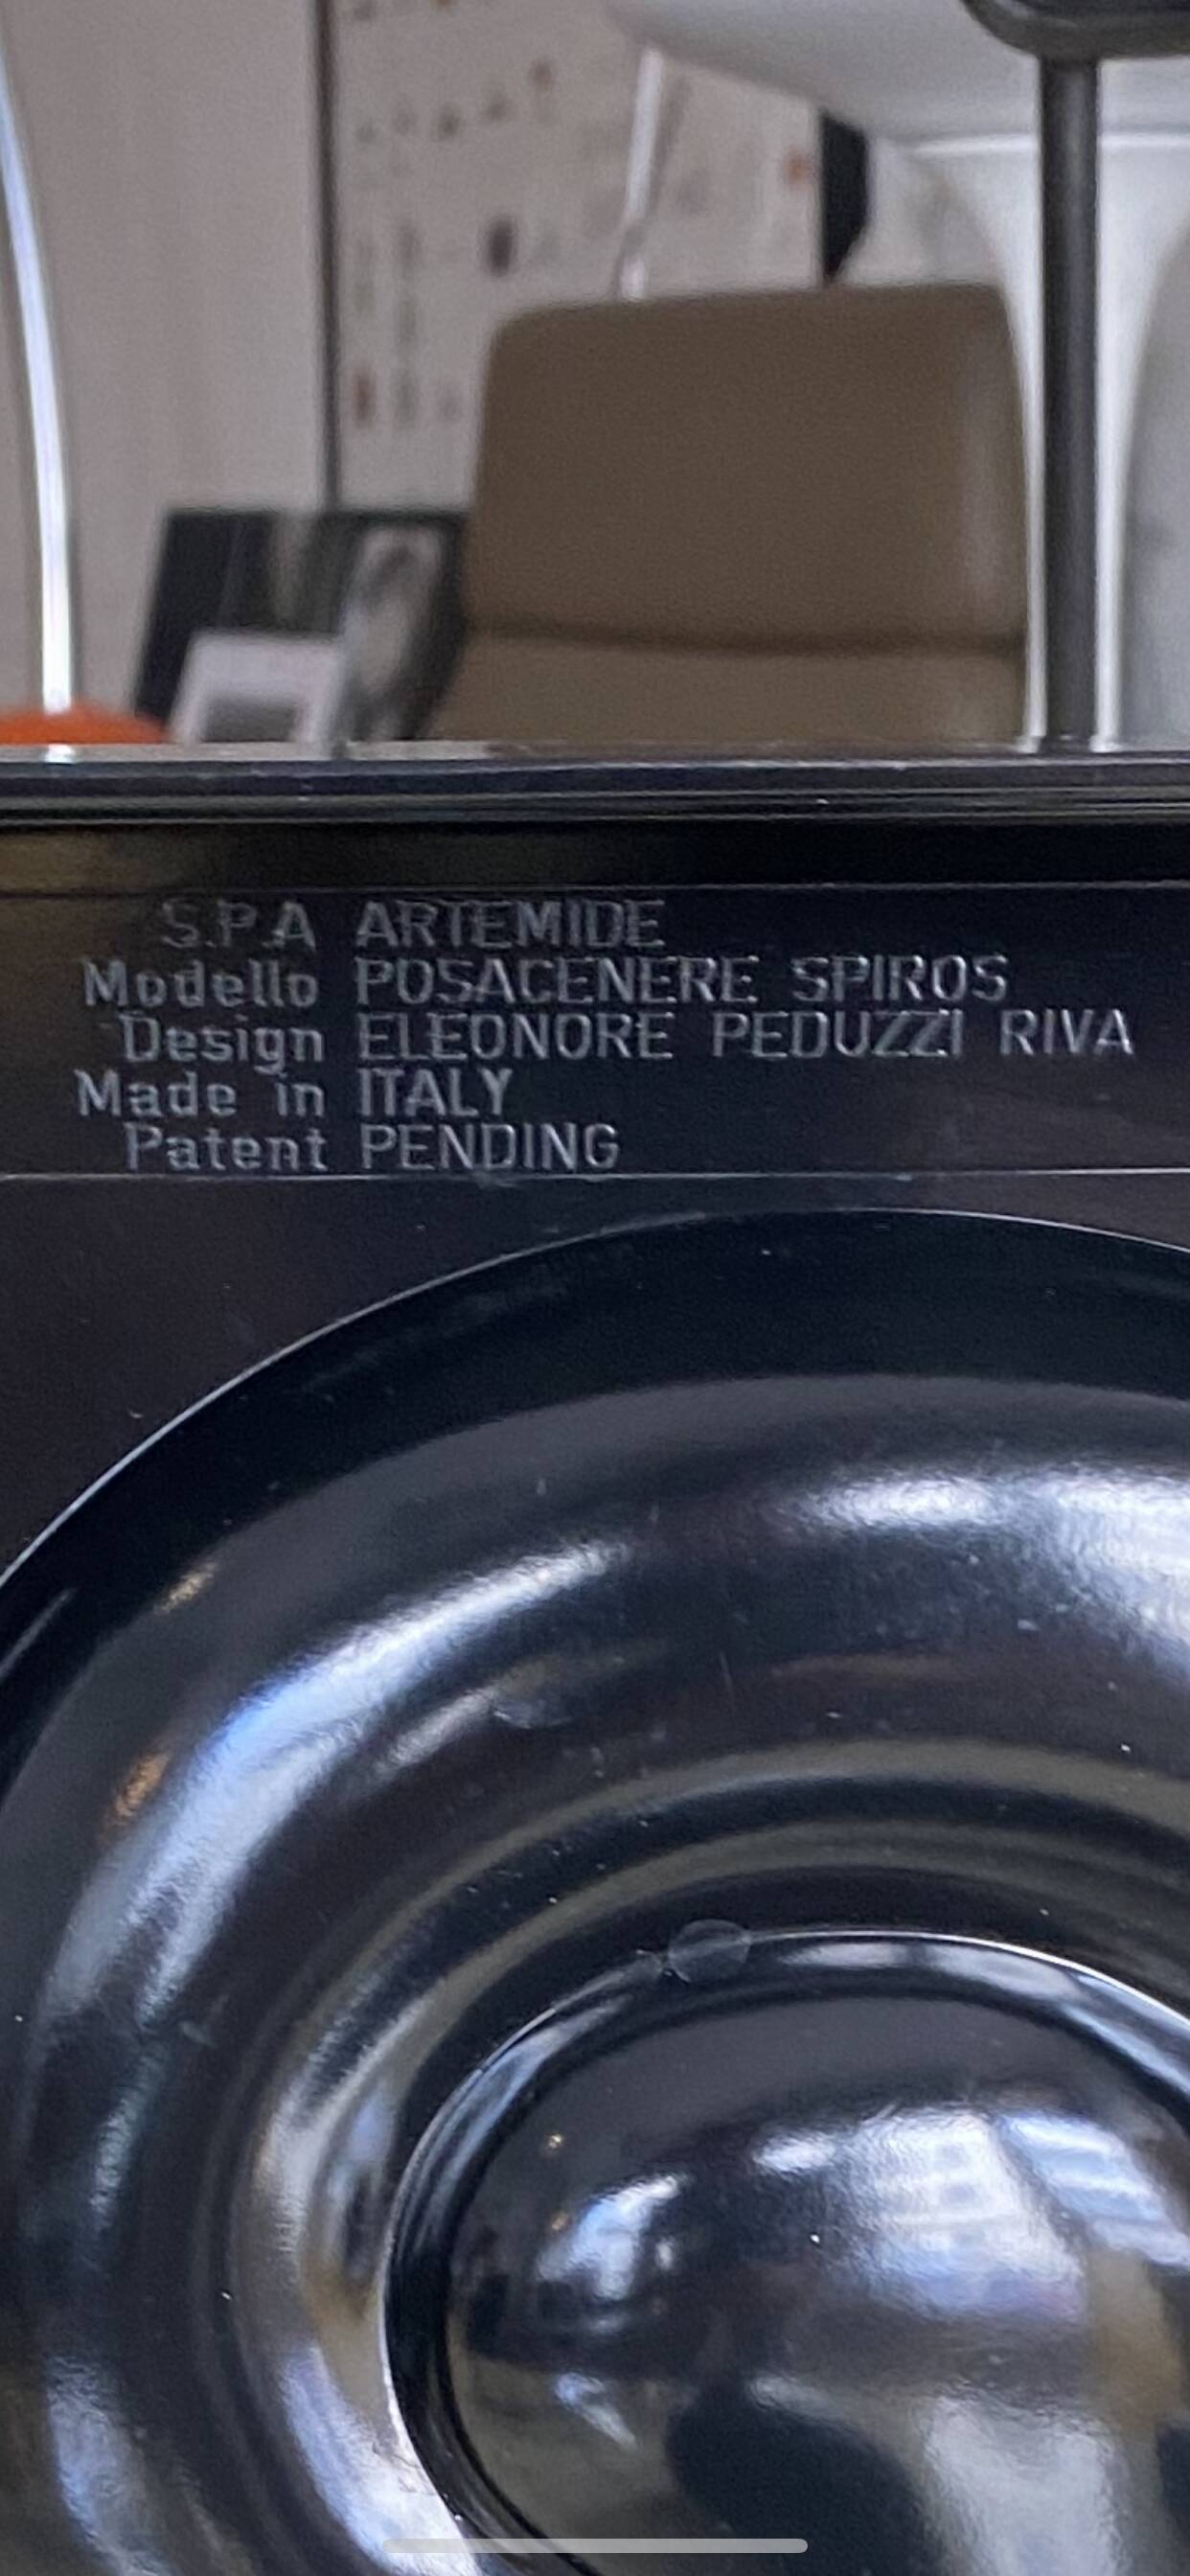 S.P.A ARTEMIDE
Modello POSACENERE SPIROS
Design ELEONORE PEDUZZI RIVA
Made in ITALY
Patent PENDING